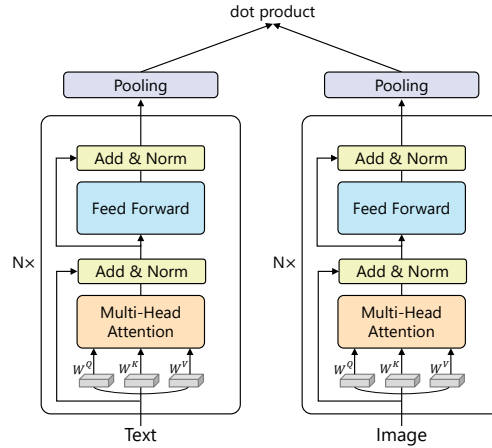 dot product
Pooling
Pooling
Add & Norm
Add & Norm
Feed Forward
Feed Forward
N×
N×
Add & Norm
Add & Norm
Multi-Head
Attention
Multi-Head
Attention
W^Q W^K W^V
W^Q W^K W^V
Text
Image